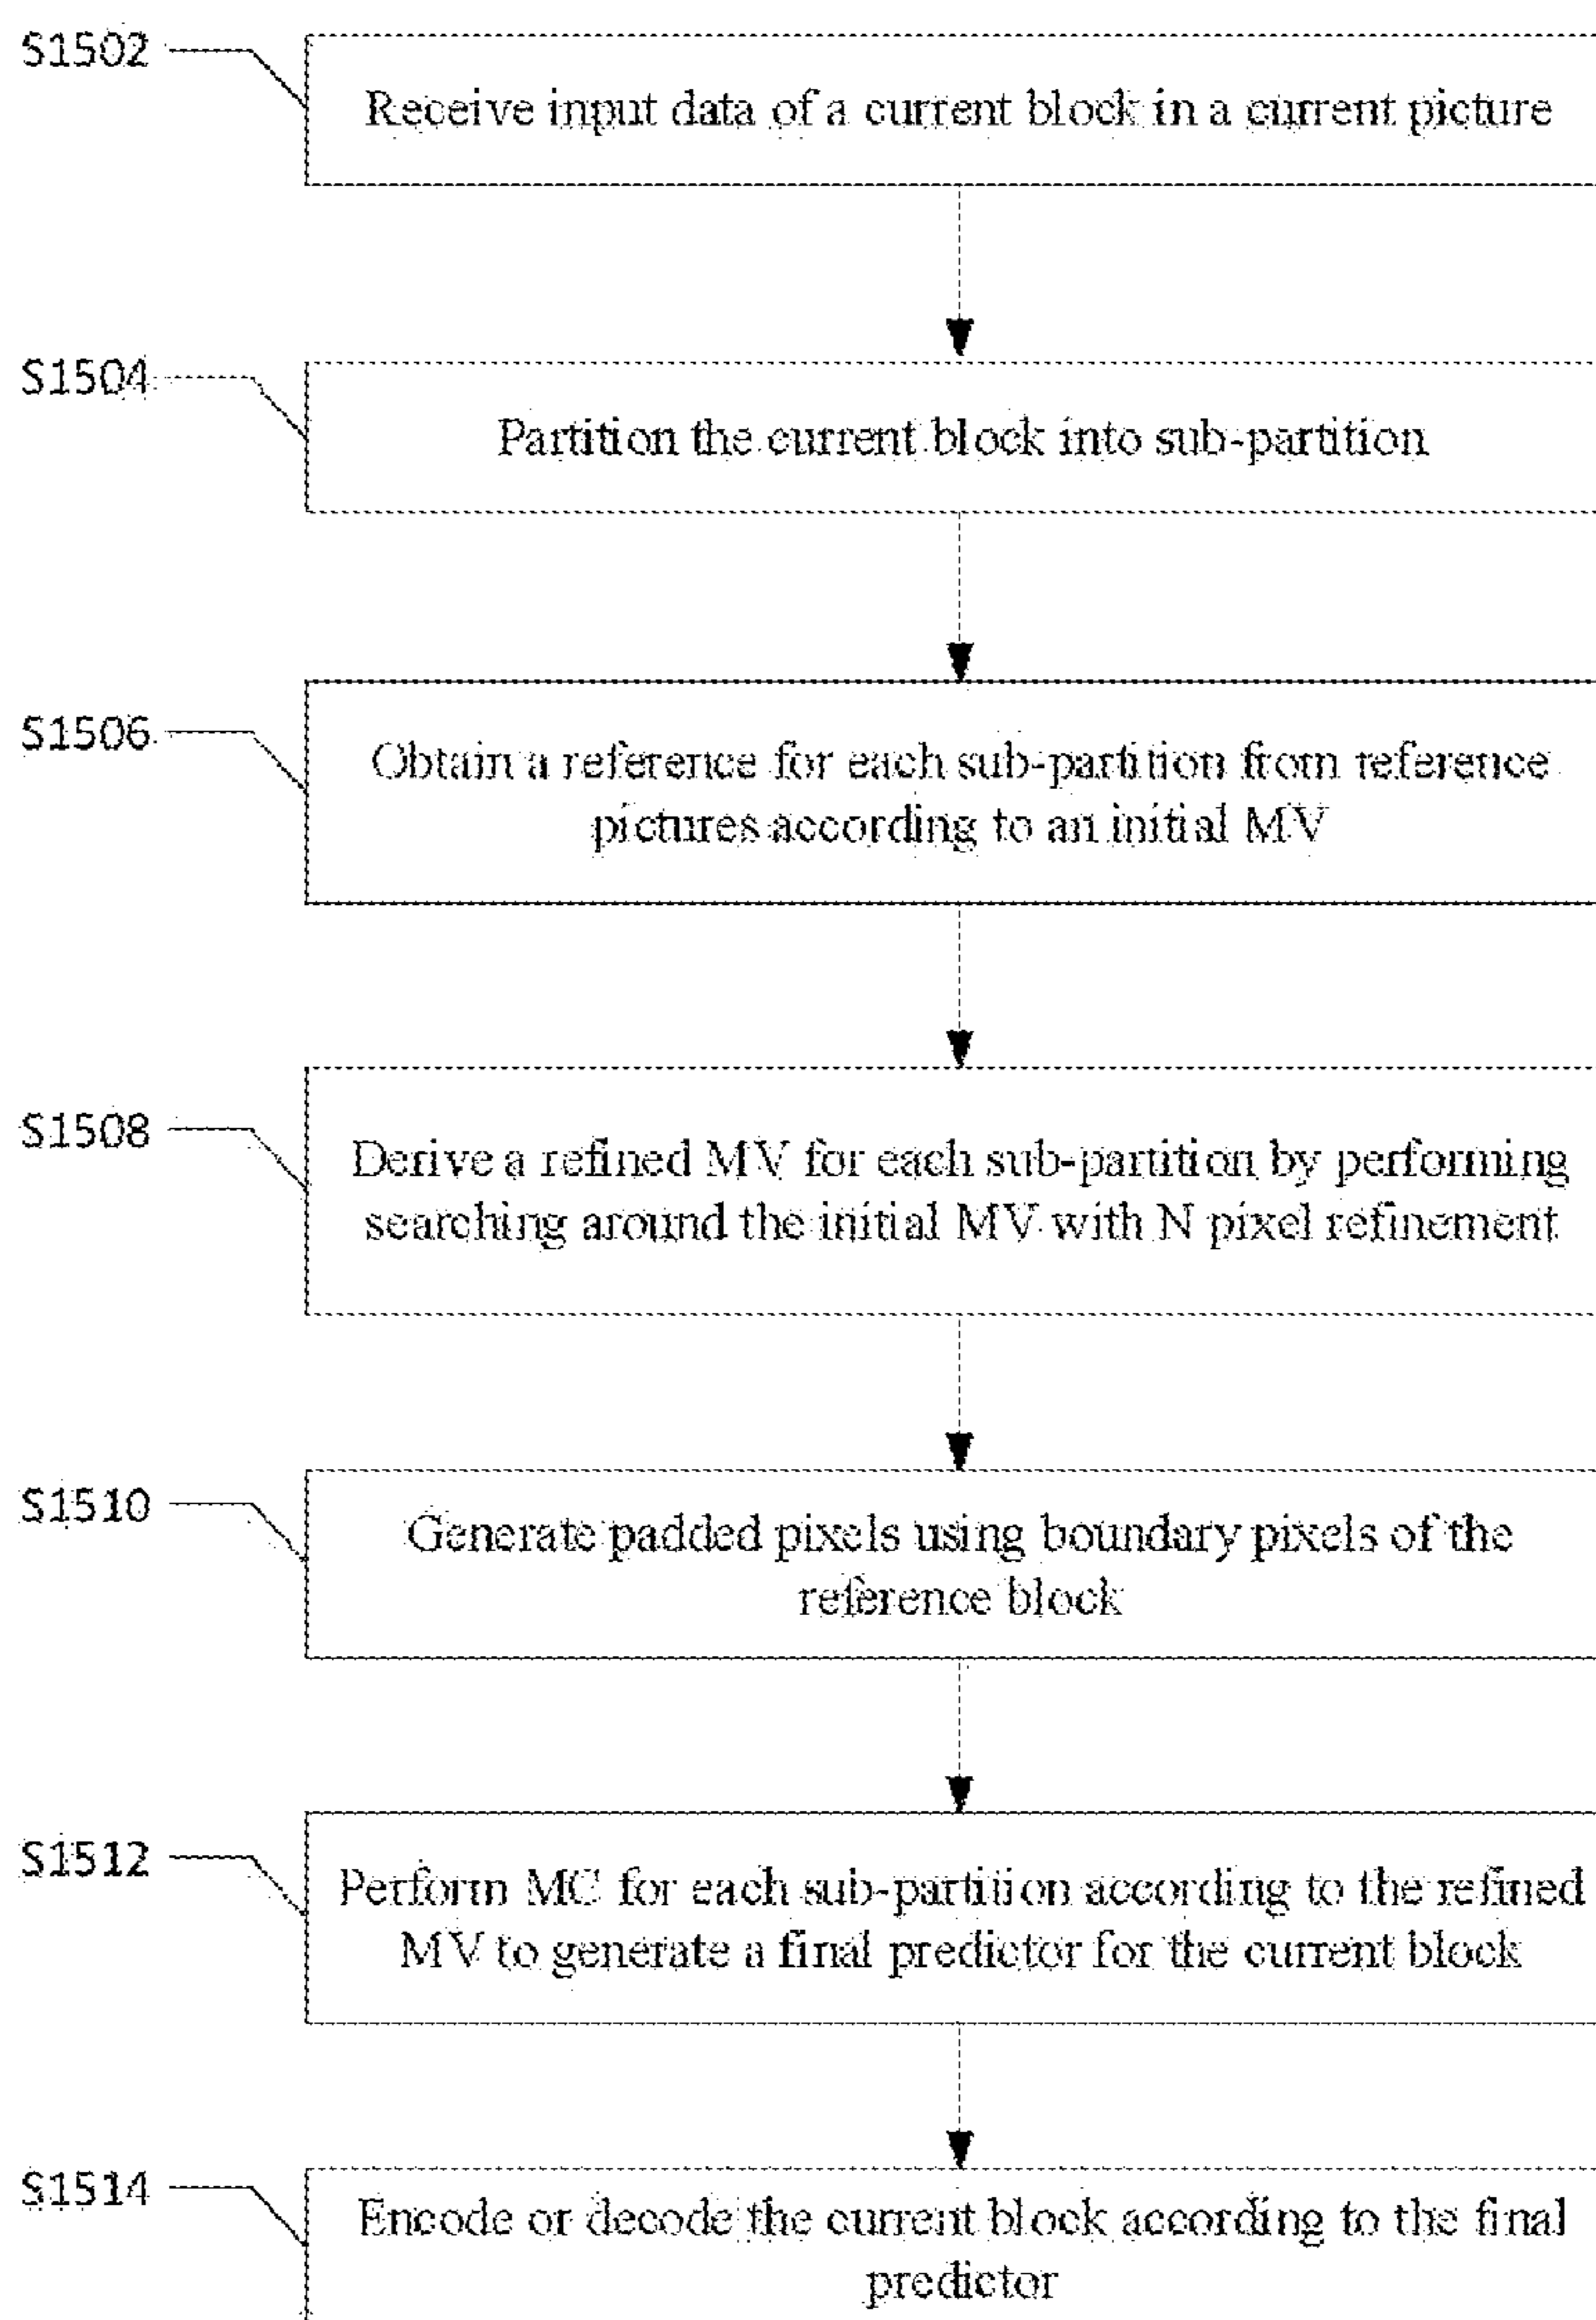 S1502
Receive input data of a current block in a current picture
S1504
Partition the current block into sub-partition
S1506
Obtain a reference for each sub-partition from reference
pictures according to an initial MV
S1508
Derive a refined MV for each sub-partition by performing
searching around the initial MV with N pixel refinement
S1510
Generate padded pixels using boundary pixels of the
reference block
S1512
Perform MC for each sub-partition according to the refined
MV to generate a final predictor for the current block
S1514
Encode or decode the current block according to the final
predictor